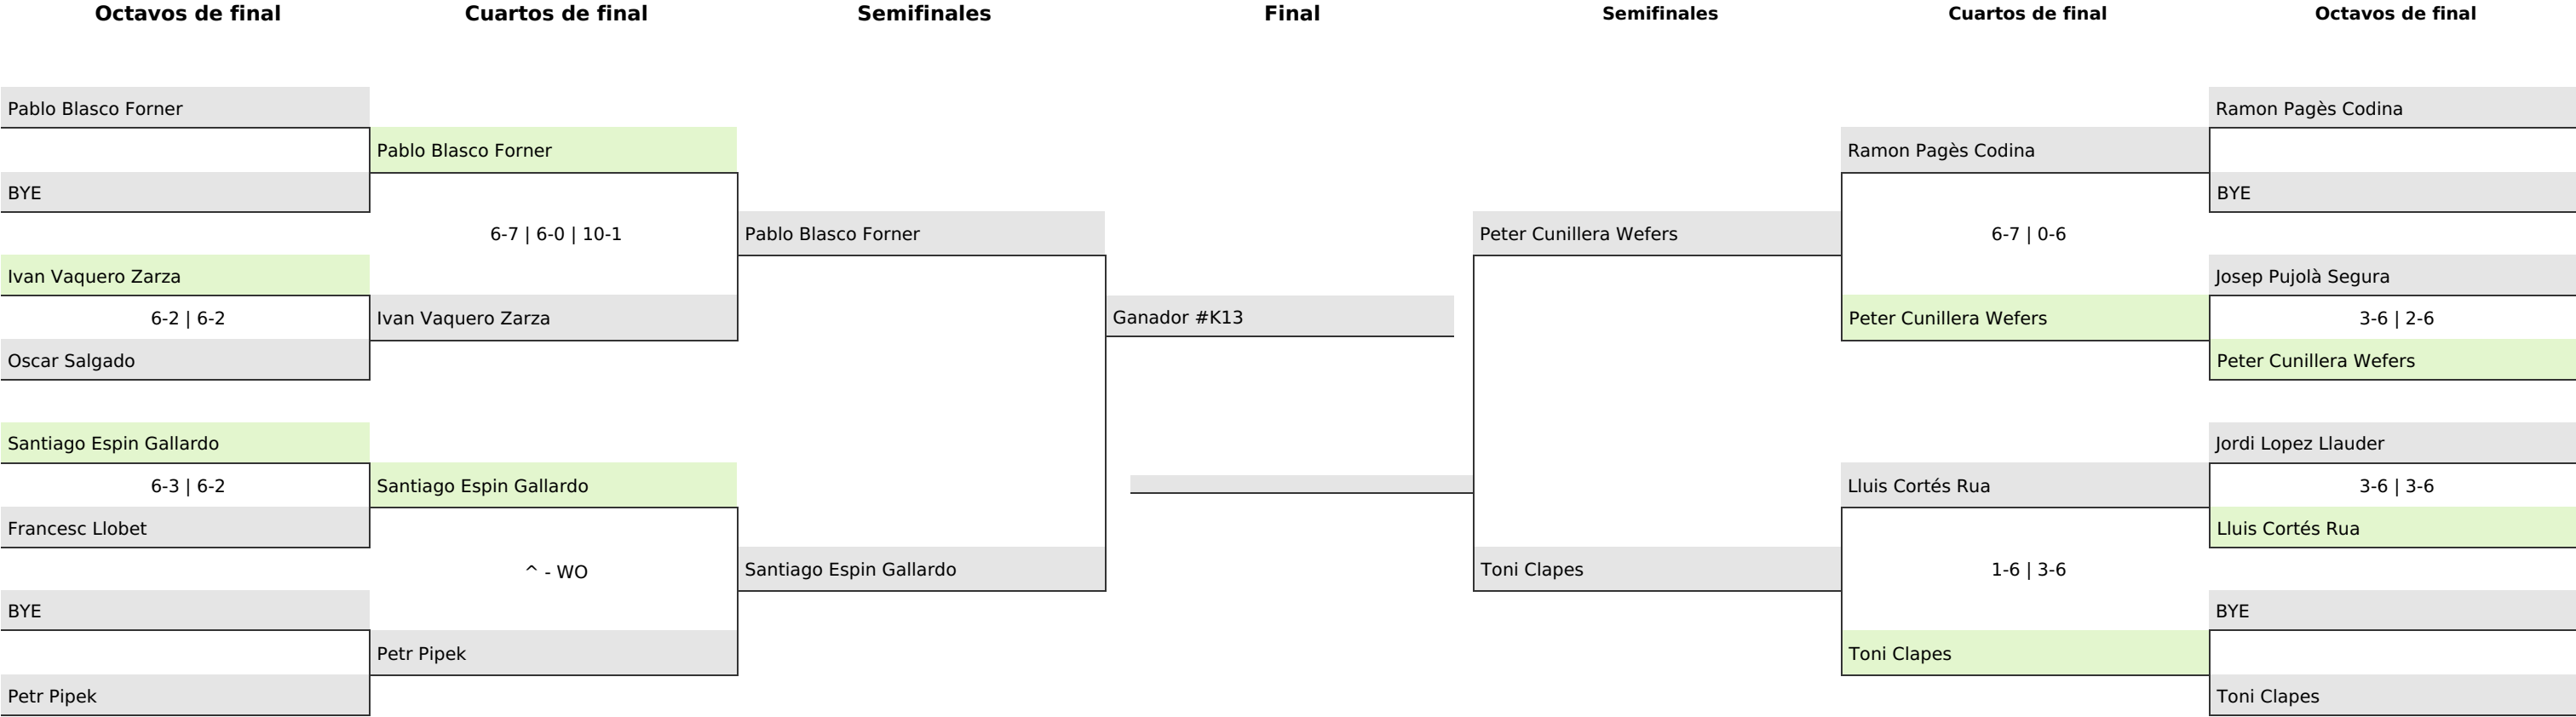 Octavos de final
Cuartos de final
Semifinales
Final
Semifinales
Cuartos de final
Octavos de final
Pablo Blasco Forner
BYE
Ivan Vaquero Zarza
6-2 | 6-2
Oscar Salgado
Santiago Espin Gallardo
6-3 | 6-2
Francesc Llobet
BYE
Petr Pipek
Pablo Blasco Forner
6-7 | 6-0 | 10-1
Ivan Vaquero Zarza
Santiago Espin Gallardo
^ - WO
Petr Pipek
Pablo Blasco Forner
Santiago Espin Gallardo
Ganador #K13
Peter Cunillera Wefers
Toni Clapes
Ramon Pagès Codina
6-7 | 0-6
Peter Cunillera Wefers
Lluis Cortés Rua
1-6 | 3-6
Toni Clapes
Ramon Pagès Codina
BYE
Josep Pujolà Segura
3-6 | 2-6
Peter Cunillera Wefers
Jordi Lopez Llauder
3-6 | 3-6
Lluis Cortés Rua
BYE
Toni Clapes